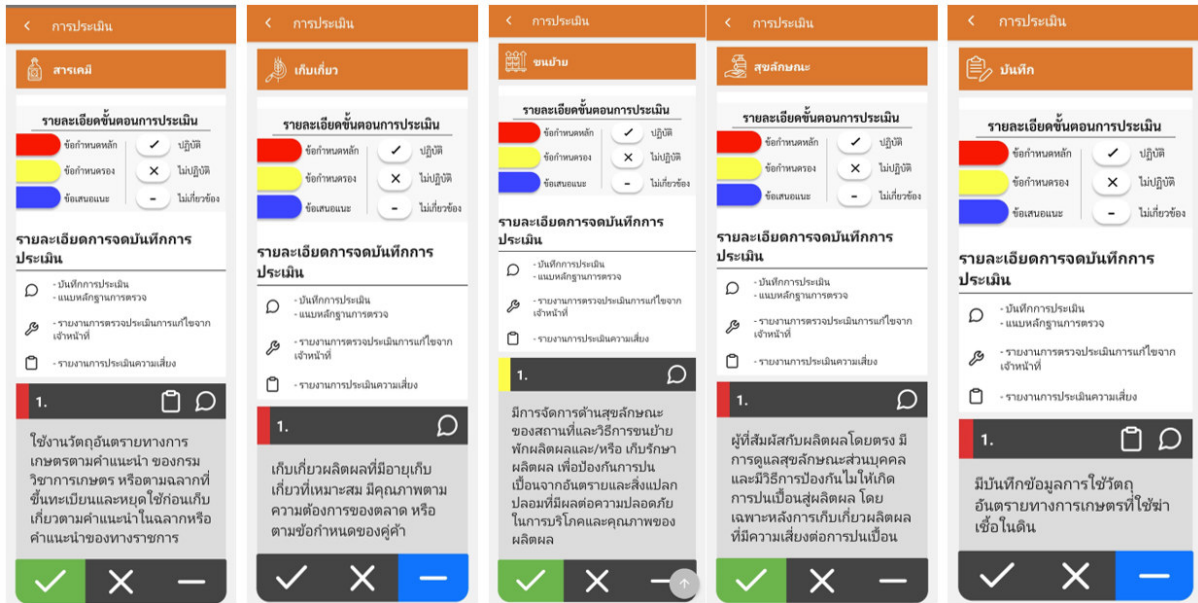 การประเมิน
สารเคมี
รายละเอียดขั้นตอนการประเมิน
ข้อกำหนดหลัก
ปฏิบัติ
ข้อกำหนดรอง
ไม่ปฏิบัติ
ข้อเสนอแนะ
ไม่เกี่ยวข้อง
รายละเอียดการจดบันทึกการ
ประเมิน
- บันทึกการประเมิน
- แนบหลักฐานการตรวจ
- รายงานการตรวจประเมินการแก้ไขจาก
เจ้าหน้าที่
- รายงานการประเมินความเสี่ยง
1.
ใช้งานวัตถุอันตรายทางการ
เกษตรตามคำแนะนำ ของกรม
วิชาการเกษตร หรือตามฉลากที่
ขึ้นทะเบียนและหยุดใช้ก่อนเก็บ
เกี่ยวตามคำแนะนำในฉลากหรือ
คำแนะนำของทางราชการ
การประเมิน
เก็บเกี่ยว
รายละเอียดขั้นตอนการประเมิน
ข้อกำหนดหลัก
ปฏิบัติ
ข้อกำหนดรอง
ไม่ปฏิบัติ
ข้อเสนอแนะ
ไม่เกี่ยวข้อง
รายละเอียดการจดบันทึกการ
ประเมิน
- บันทึกการประเมิน
- แนบหลักฐานการตรวจ
- รายงานการตรวจประเมินการแก้ไขจาก
เจ้าหน้าที่
- รายงานการประเมินความเสี่ยง
1.
เก็บเกี่ยวผลิตผลที่มีอายุเก็บ
เกี่ยวที่เหมาะสม มีคุณภาพตาม
ความต้องการของตลาด หรือ
ตามข้อกำหนดของคู่ค้า
การประเมิน
ขนย้าย
รายละเอียดขั้นตอนการประเมิน
ข้อกำหนดหลัก
ปฏิบัติ
ข้อกำหนดรอง
ไม่ปฏิบัติ
ข้อเสนอแนะ
ไม่เกี่ยวข้อง
รายละเอียดการจดบันทึกการ
ประเมิน
- บันทึกการประเมิน
- แนบหลักฐานการตรวจ
- รายงานการตรวจประเมินการแก้ไขจาก
เจ้าหน้าที่
- รายงานการประเมินความเสี่ยง
1.
มีการจัดการด้านสุขลักษณะ
ของสถานที่และวิธีการขนย้าย
พักผลิตผลและ/หรือ เก็บรักษา
ผลิตผล เพื่อป้องกันการปน
เปื้อนจากอันตรายและสิ่งแปลก
ปลอมที่มีผลต่อความปลอดภัย
ในการบริโภคและคุณภาพของ
ผลิตผล
การประเมิน
สุขลักษณะ
รายละเอียดขั้นตอนการประเมิน
ข้อกำหนดหลัก
ปฏิบัติ
ข้อกำหนดรอง
ไม่ปฏิบัติ
ข้อเสนอแนะ
ไม่เกี่ยวข้อง
รายละเอียดการจดบันทึกการ
ประเมิน
- บันทึกการประเมิน
- แนบหลักฐานการตรวจ
- รายงานการตรวจประเมินการแก้ไขจาก
เจ้าหน้าที่
- รายงานการประเมินความเสี่ยง
1.
ผู้ที่สัมผัสกับผลิตผลโดยตรง มี
การดูแลสุขลักษณะส่วนบุคคล
และมีวิธีการป้องกันไม่ให้เกิด
การปนเปื้อนสู่ผลิตผล โดย
เฉพาะหลังการเก็บเกี่ยวผลิตผล
ที่มีความเสี่ยงต่อการปนเปื้อน
การประเมิน
บันทึก
รายละเอียดขั้นตอนการประเมิน
ข้อกำหนดหลัก
ปฏิบัติ
ข้อกำหนดรอง
ไม่ปฏิบัติ
ข้อเสนอแนะ
ไม่เกี่ยวข้อง
รายละเอียดการจดบันทึกการ
ประเมิน
- บันทึกการประเมิน
- แนบหลักฐานการตรวจ
- รายงานการตรวจประเมินการแก้ไขจาก
เจ้าหน้าที่
- รายงานการประเมินความเสี่ยง
1.
มีบันทึกข้อมูลการใช้วัตถุ
อันตรายทางการเกษตรที่ใช้ฆ่า
เชื้อในดิน